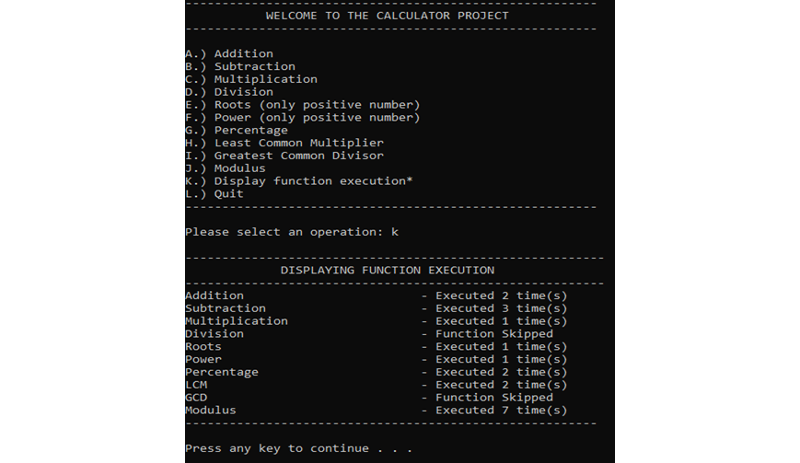 --------------------------------------------------------
WELCOME TO THE CALCULATOR PROJECT
--------------------------------------------------------
A.) Addition
B.) Subtraction
C.) Multiplication
D.) Division
E.) Roots (only positive number)
F.) Power (only positive number)
G.) Percentage
H.) Least Common Multiplier
I.) Greatest Common Divisor
J.) Modulus
K.) Display function execution*
L.) Quit
--------------------------------------------------------
Please select an operation: k
---------------------------------------------------------
DISPLAYING FUNCTION EXECUTION
---------------------------------------------------------
Addition - Executed 2 time(s)
Subtraction - Executed 3 time(s)
Multiplication - Executed 1 time(s)
Division - Function Skipped
Roots - Executed 1 time(s)
Power - Executed 1 time(s)
Percentage - Executed 2 time(s)
LCM - Executed 2 time(s)
GCD - Function Skipped
Modulus - Executed 7 time(s)
--------------------------------------------------------
Press any key to continue . . .